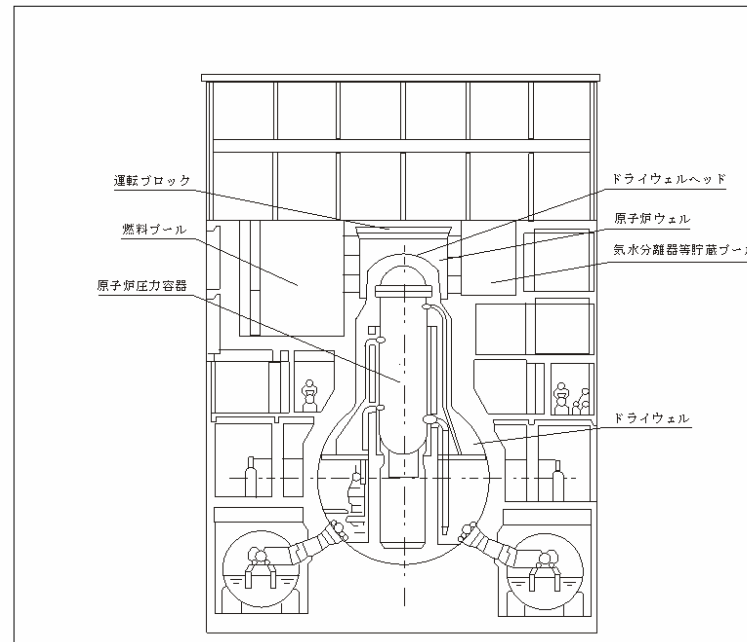 運転ブロック
燃料プール
原子炉圧力容器
ドライウェルヘッド
原子炉ウェル
気水分離器等貯蔵プール
ドライウェル